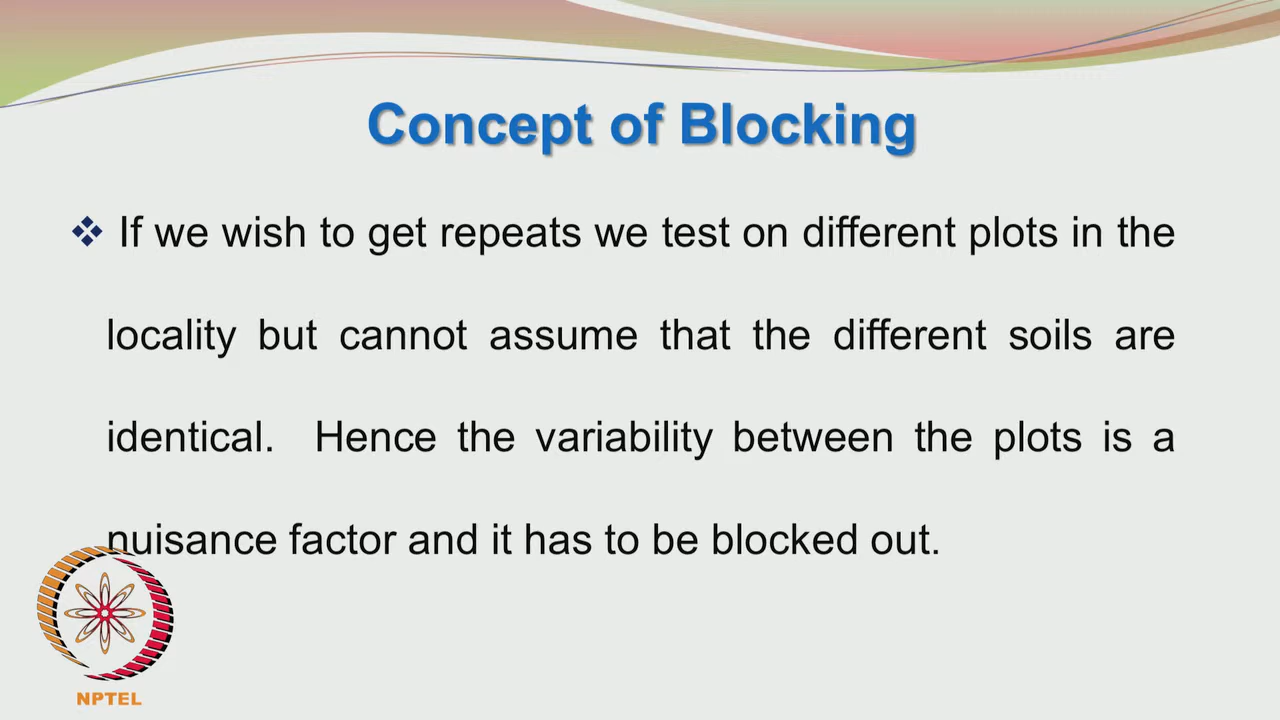 Concept of Blocking
If we wish to get repeats we test on different plots in the
locality but cannot assume that the different soils are
identical. Hence the variability between the plots is a
nuisance factor and it has to be blocked out.
NPTEL